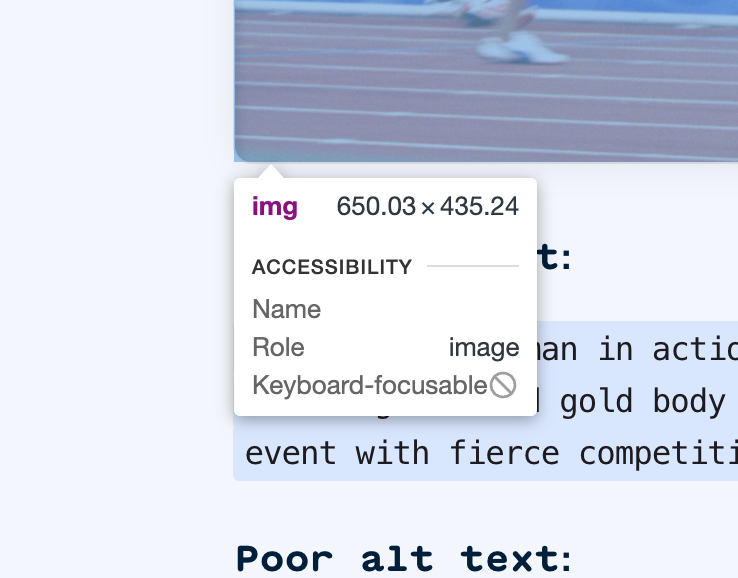 img 650.03 × 435.24
t:
ACCESSIBILITY
Name
Role image
man in actio
Keyboard-focusable
gold body
event with fierce competiti
Poor alt text: